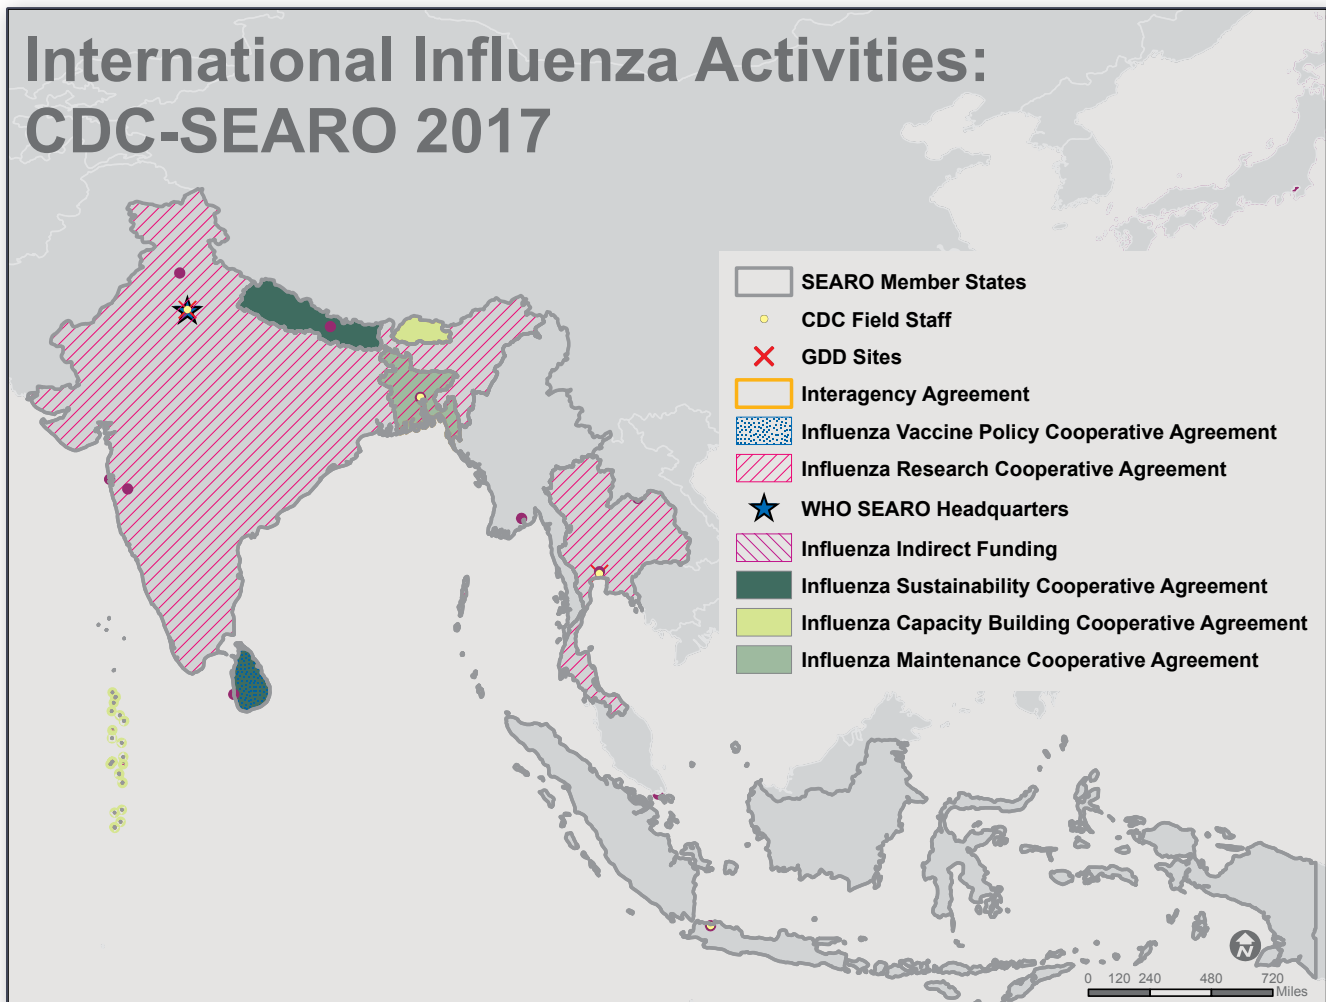 International Influenza Activities:
CDC-SEARO 2017
SEARO Member States
CDC Field Staff
GDD Sites
Interagency Agreement
Influenza Vaccine Policy Cooperative Agreement
Influenza Research Cooperative Agreement
WHO SEARO Headquarters
Influenza Indirect Funding
Influenza Sustainability Cooperative Agreement
Influenza Capacity Building Cooperative Agreement
Influenza Maintenance Cooperative Agreement
N
0 120 240 480 720
Miles